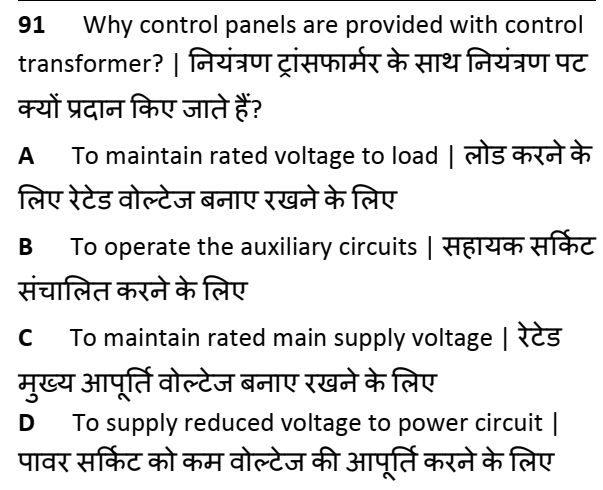 91 Why control panels are provided with control
transformer? | नियंत्रण ट्रांसफार्मर के साथ नियंत्रण पट
क्यों प्रदान किए जाते हैं?
A To maintain rated voltage to load | लोड करने के
लिए रेटेड वोल्टेज बनाए रखने के लिए
B To operate the auxiliary circuits | सहायक सर्किट
संचालित करने के लिए
C To maintain rated main supply voltage | रेटेड
मुख्य आपूर्ति वोल्टेज बनाए रखने के लिए
D To supply reduced voltage to power circuit |
पावर सर्किट को कम वोल्टेज की आपूर्ति करने के लिए